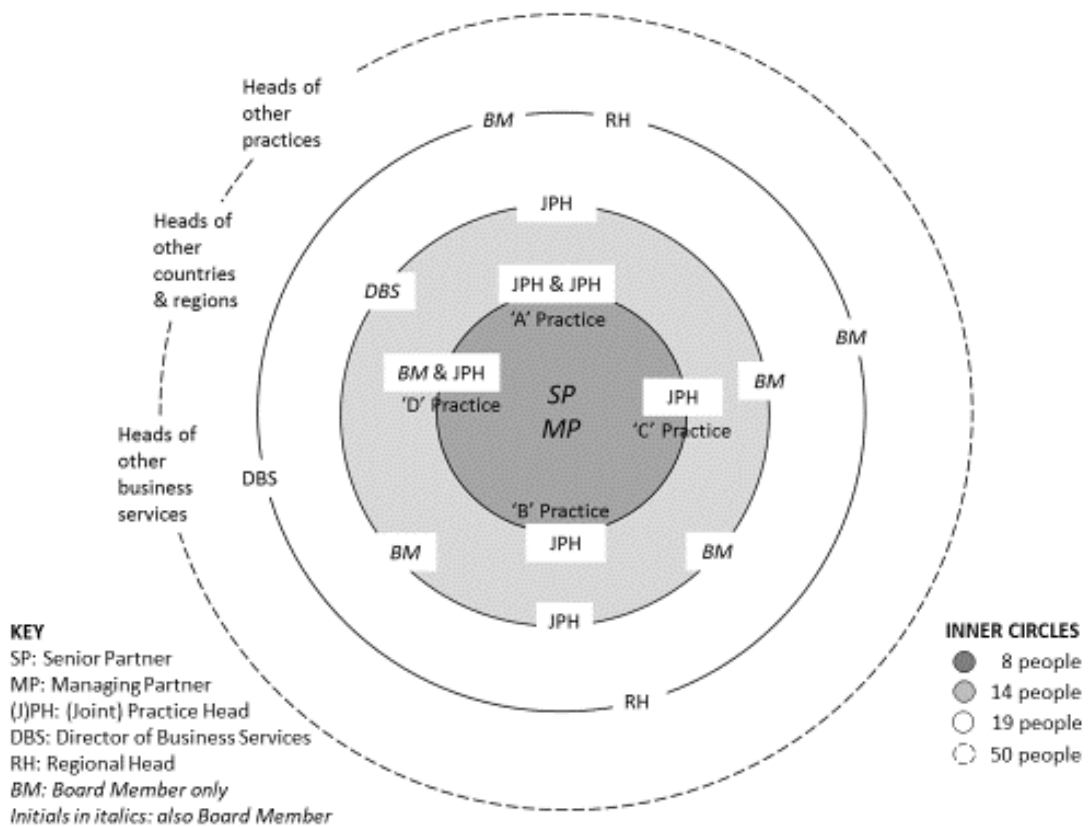 Heads of
other
practices
BM
RH
Heads of
other
countries
& regions
JPH
DBS
JPH & JPH
'A' Practice
BM
BM & JPH
'D' Practice
SP
MP
JPH
'C' Practice
BM
Heads of
other
business
services
DBS
'B' Practice
JPH
BM
BM
JPH
RH
KEY
SP: Senior Partner
MP: Managing Partner
(J)PH: (Joint) Practice Head
DBS: Director of Business Services
RH: Regional Head
BM: Board Member only
Initials in italics: also Board Member
INNER CIRCLES
8 people
14 people
19 people
50 people